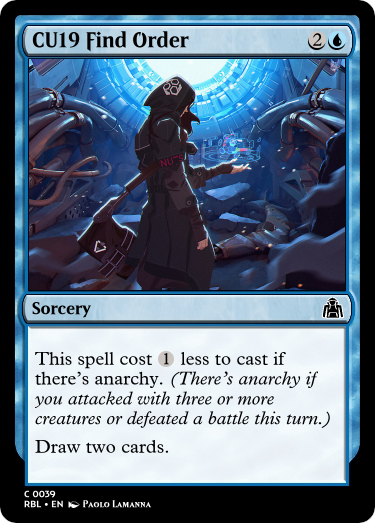 CU19 Find Order 2
Sorcery
This spell cost 1 less to cast if
there's anarchy. (There's anarchy if
you attacked with three or more
creatures or defeated a battle this turn.)
Draw two cards.
C 0039
RBL • EN Paolo Lamanna